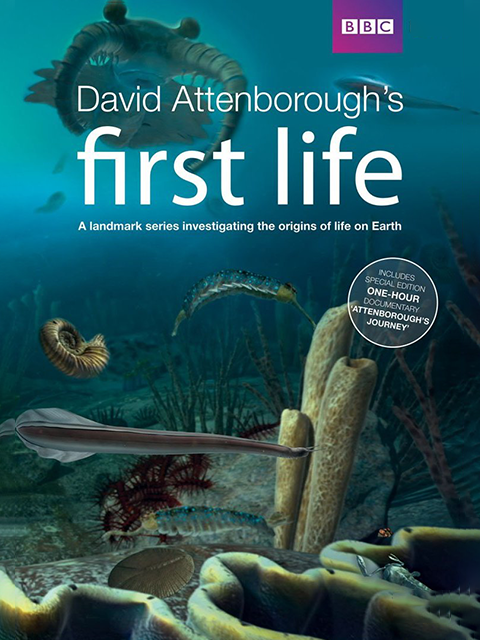 BBC
David Attenborough's
first life
A landmark series investigating the origins of life on Earth
INCLUDES
SPECIAL EDITION
ONE-HOUR
DOCUMENTARY
'ATTENBOROUGH'S
JOURNEY'